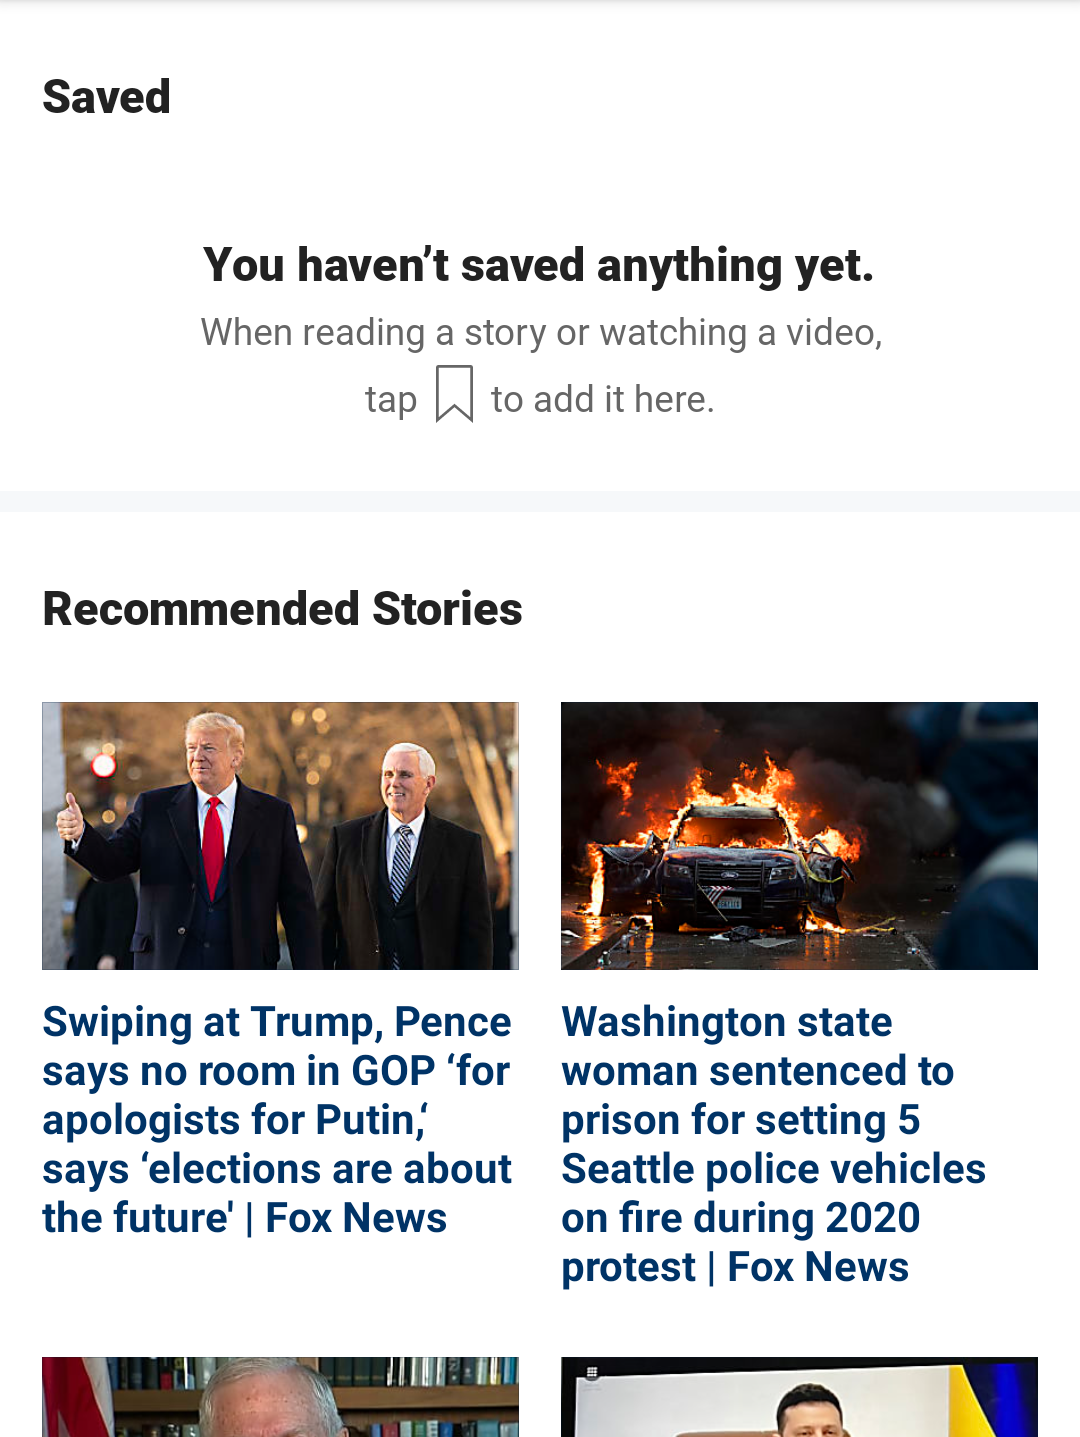 Saved
You haven’t saved anything yet.
When reading a story or watching a video,
tap to add it here.
Recommended Stories
Swiping at Trump, Pence
says no room in GOP ‘for
apologists for Putin,‘
says ‘elections are about
the future' | Fox News
Washington state
woman sentenced to
prison for setting 5
Seattle police vehicles
on fire during 2020
protest | Fox News